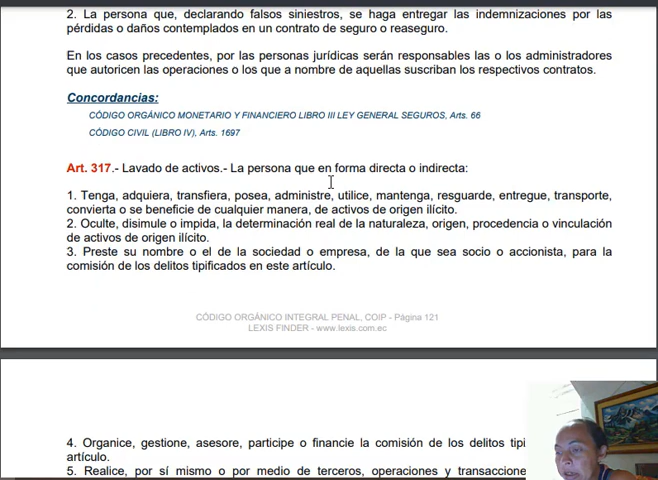 2. La persona que, declarando falsos siniestros, se haga entregar las indemnizaciones por las
pérdidas o daños contemplados en un contrato de seguro o reaseguro.
En los casos precedentes, por las personas jurídicas serán responsables las o los administradores
que autoricen las operaciones o los que a nombre de aquellas suscriban los respectivos contratos.
Concordancias:
CÓDIGO ORGÁNICO MONETARIO Y FINANCIERO LIBRO III LEY GENERAL SEGUROS, Arts. 66
CÓDIGO CIVIL (LIBRO IV), Arts. 1697
Art. 317.- Lavado de activos.- La persona que en forma directa o indirecta:
1. Tenga, adquiera, transfiera, posea, administre, utilice, mantenga, resguarde, entregue, transporte,
convierta o se beneficie de cualquier manera, de activos de origen ilícito.
2. Oculte, disimule o impida, la determinación real de la naturaleza, origen, procedencia o vinculación
de activos de origen ilícito.
3. Preste su nombre o el de la sociedad o empresa, de la que sea socio o accionista, para la
comisión de los delitos tipificados en este artículo.
CÓDIGO ORGÁNICO INTEGRAL PENAL, COIP - Página 121
LEXIS FINDER - www.lexis.com.ec
4. Organice, gestione, asesore, participe o financie la comisión de los delitos tipi
artículo.
5. Realice, por sí mismo o por medio de terceros, operaciones y transaccione